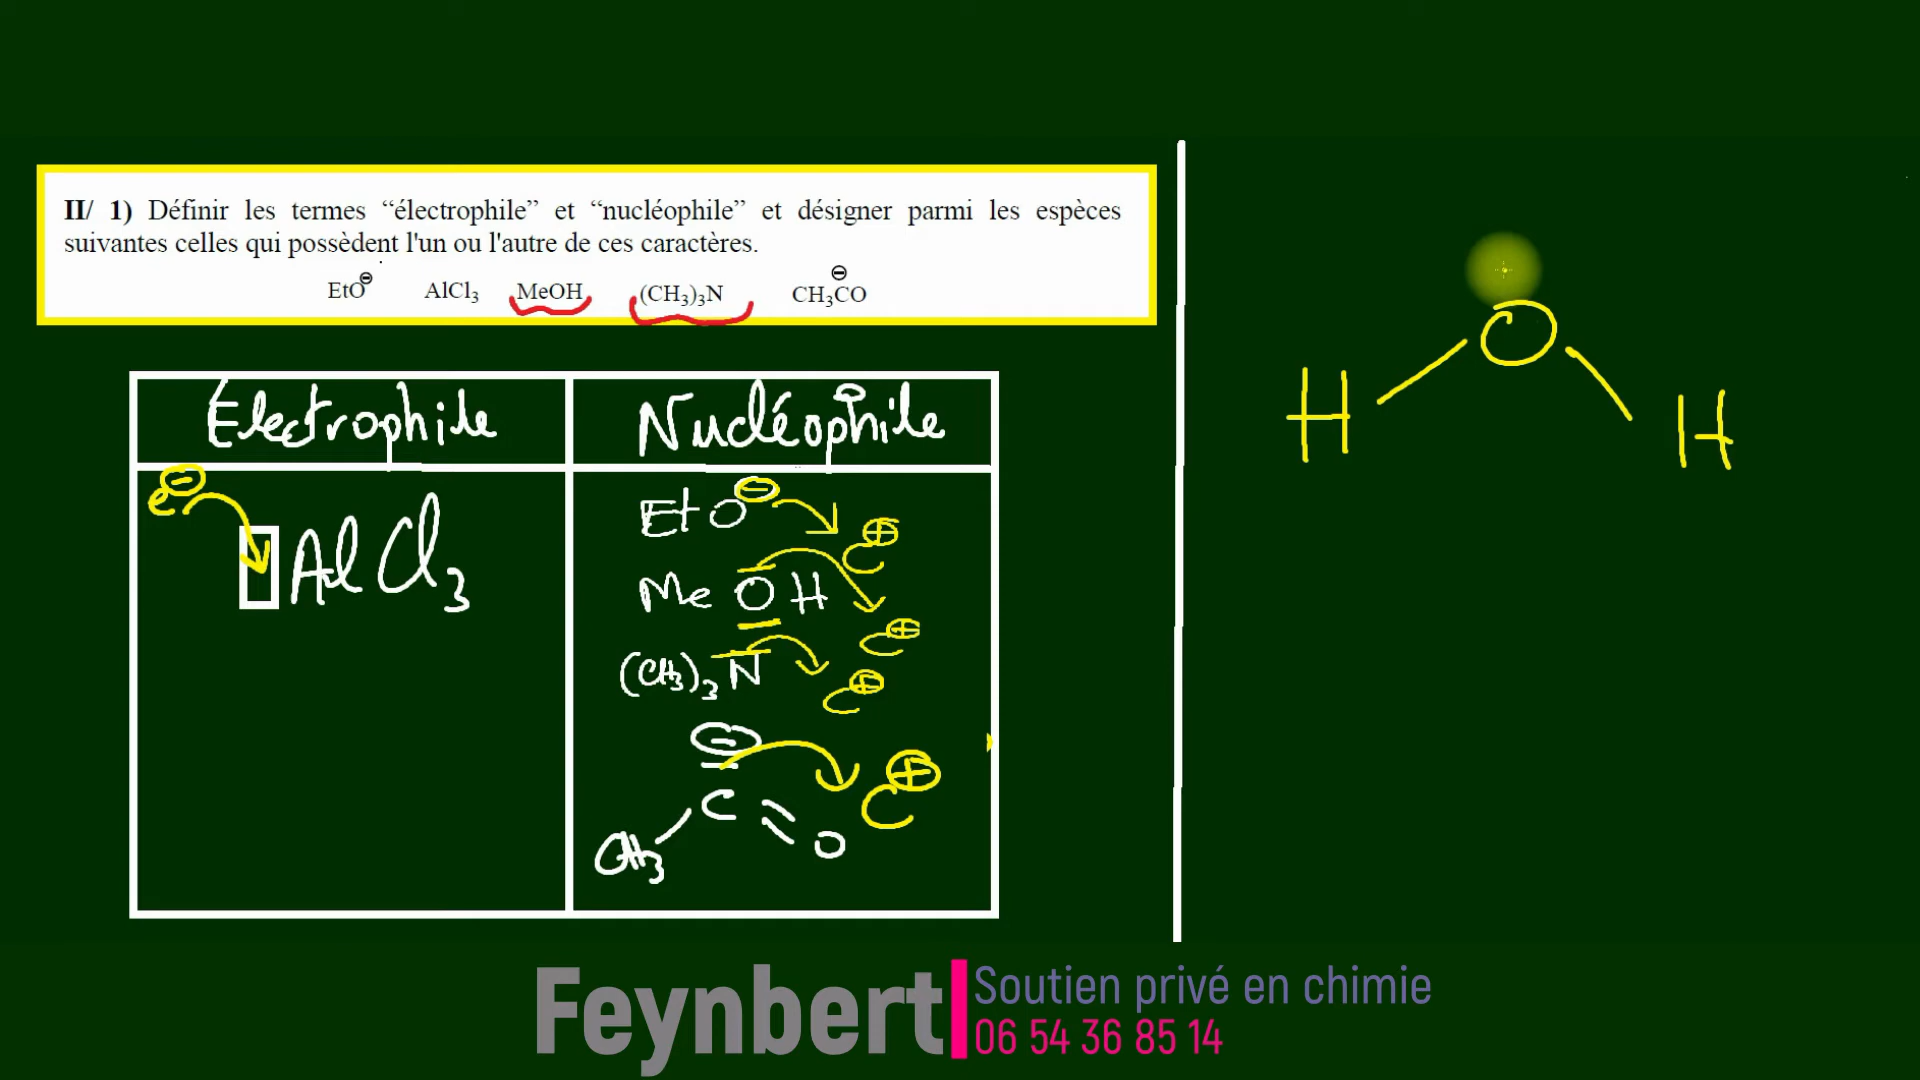 II/ 1) Définir les termes “électrophile” et “nucléophile” et désigner parmi les espèces
suivantes celles qui possèdent l'un ou l'autre de ces caractères.
EtO⊖ AlCl₃ MeOH (CH₃)₃N CH₃CO⊖
Électrophile Nucléophile
e⊖
AlCl₃
EtO⊖
C⊕
MeOH
C⊕
(CH₃)₃N
C⊕
⊖
C⊕
C
CH₃ O
O
H H
Feynbert
Soutien privé en chimie
06 54 36 85 14